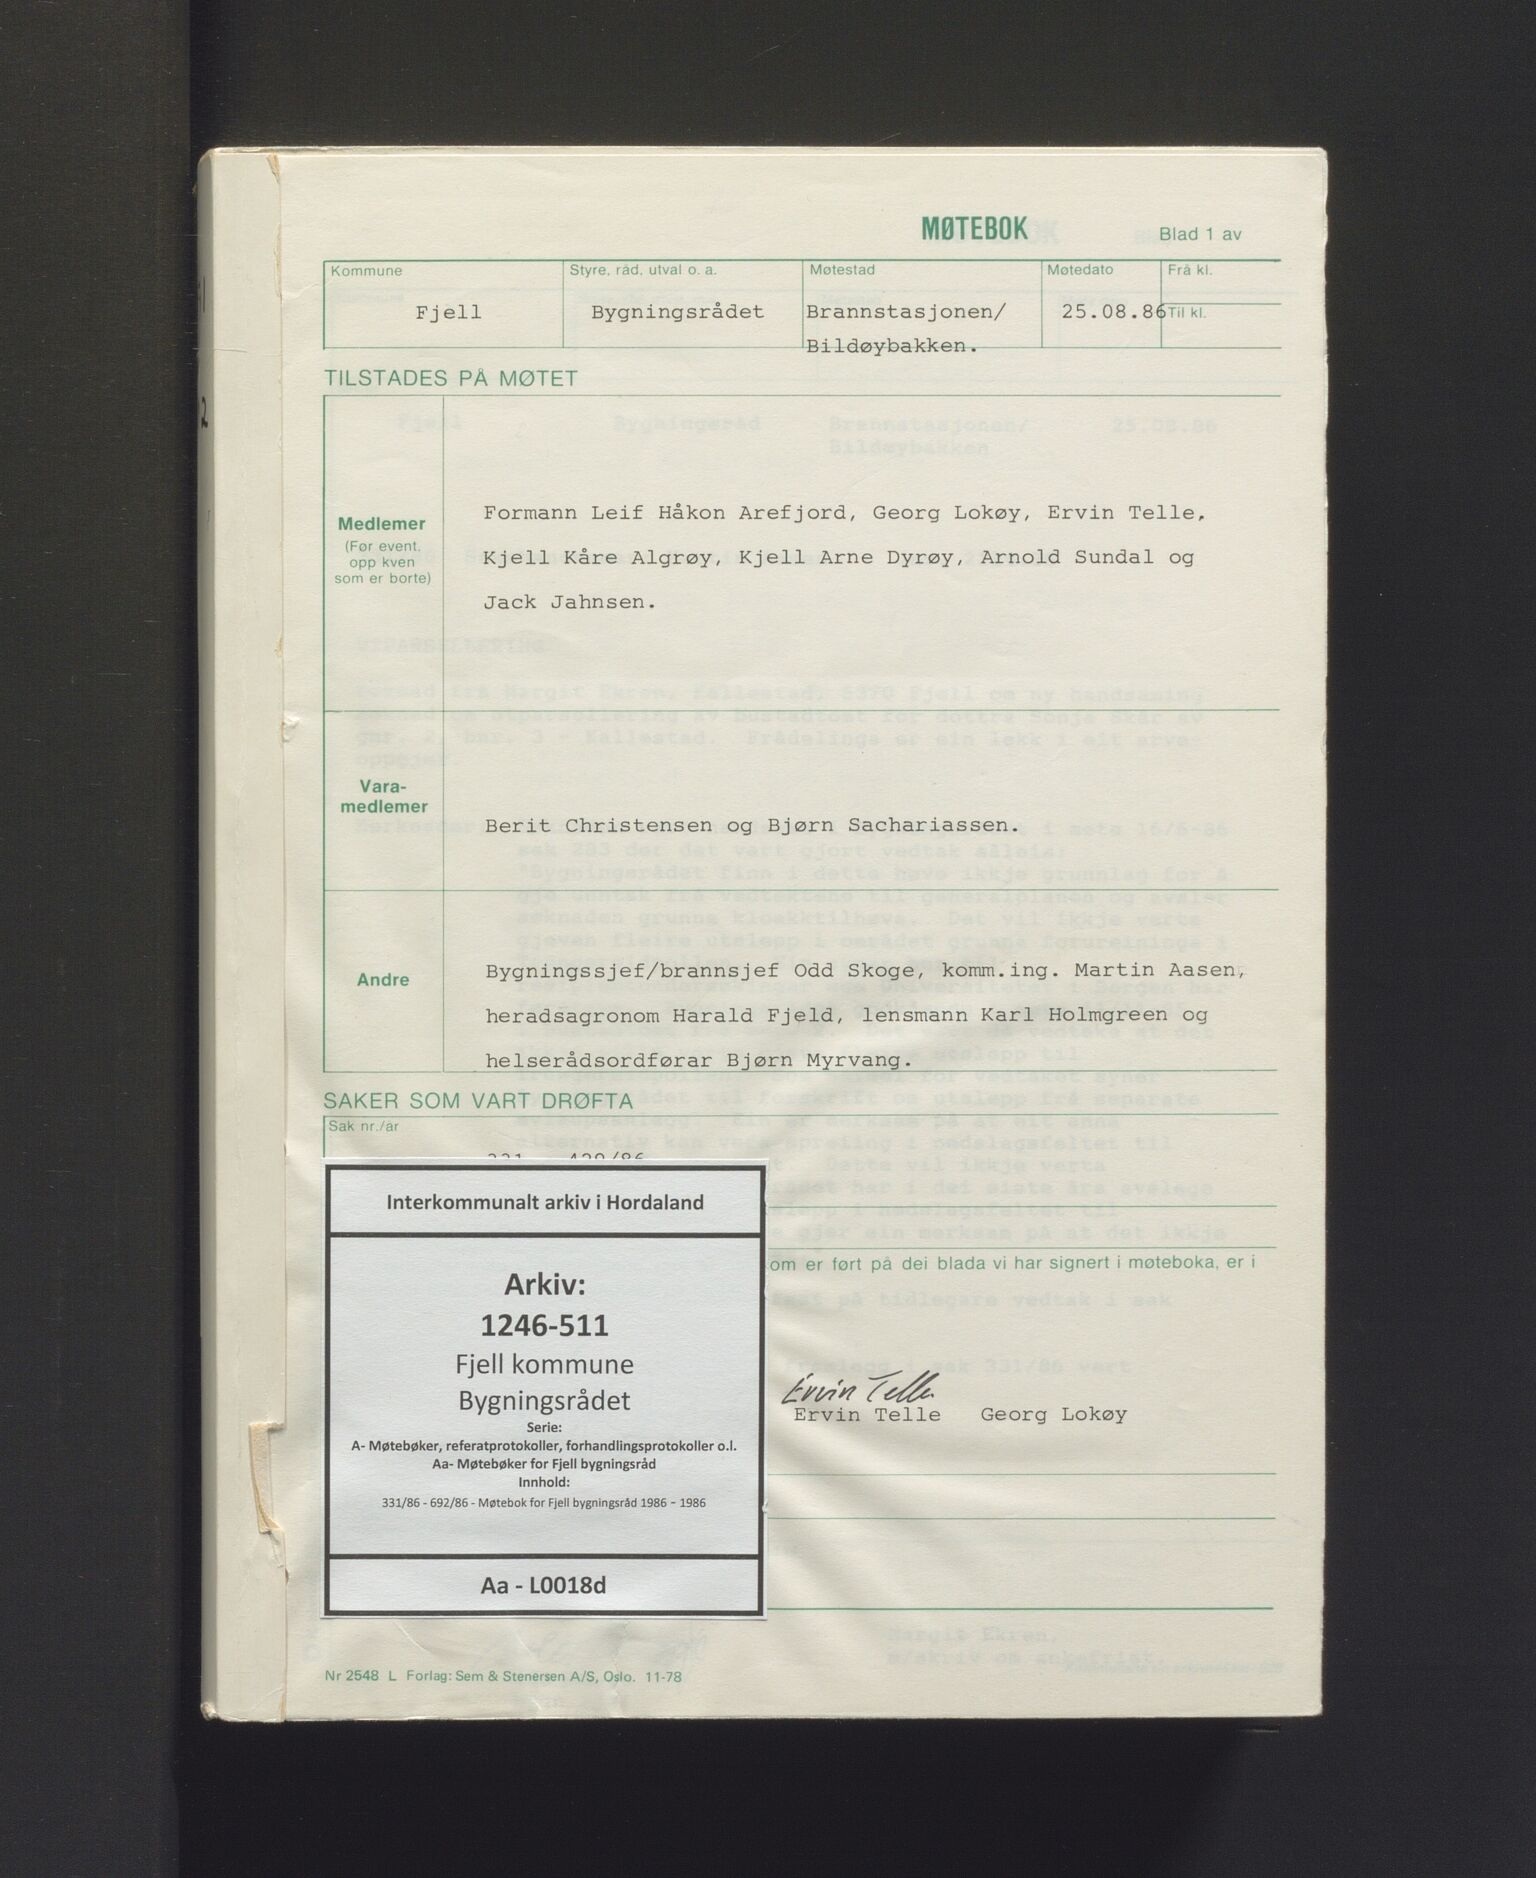 MØTEBOK
Blad 1 av
Kommune
Styre, råd, utval o. a.
Møtestad
Møtedato
Frå kl.
Fjell
Bygningsrådet
Brannstasjonen/
25.08.86
Til kl.
Bildøybakken.
TILSTADES PÅ MØTET
Medlemer
(Før event.
opp kven
som er borte)
Formann Leif Håkon Arefjord, Georg Lokøy, Ervin Telle,
Kjell Kåre Algrøy, Kjell Arne Dyrøy, Arnold Sundal og
Jack Jahnsen.
Vara-
medlemer
Berit Christensen og Bjørn Sachariassen.
Andre
Bygningssjef/brannsjef Odd Skoge, komm.ing. Martin Aasen,
heradsagronom Harald Fjeld, lensmann Karl Holmgreen og
helserådsordførar Bjørn Myrvang.
SAKER SOM VART DRØFTA
Sak nr./år
Interkommunalt arkiv i Hordaland
Arkiv:
1246-511
Fjell kommune
Bygningsrådet
Serie:
A- Møtebøker, referatprotokoller, forhandlingsprotokoller o.l.
Aa- Møtebøker for Fjell bygningsråd
Innhold:
331/86 - 692/86 - Møtebok for Fjell bygningsråd 1986 - 1986
Aa - L0018d
om er ført på dei blada vi har signert i møteboka, er i
Ervin Telle
Ervin Telle Georg Lokøy
Nr 2548 L Forlag: Sem & Stenersen A/S, Oslo. 11-78